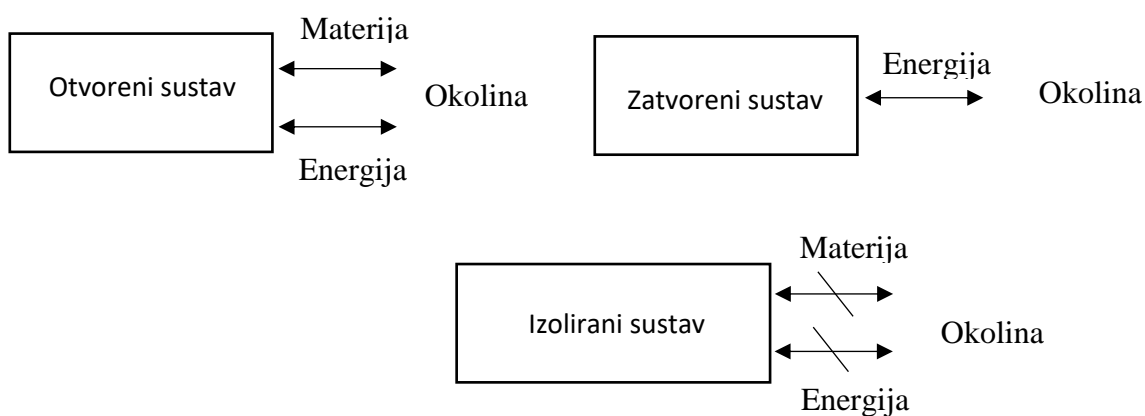 Materija
Otvoreni sustav
Okolina
Energija
Energija
Zatvoreni sustav
Okolina
Materija
Izolirani sustav
Okolina
Energija